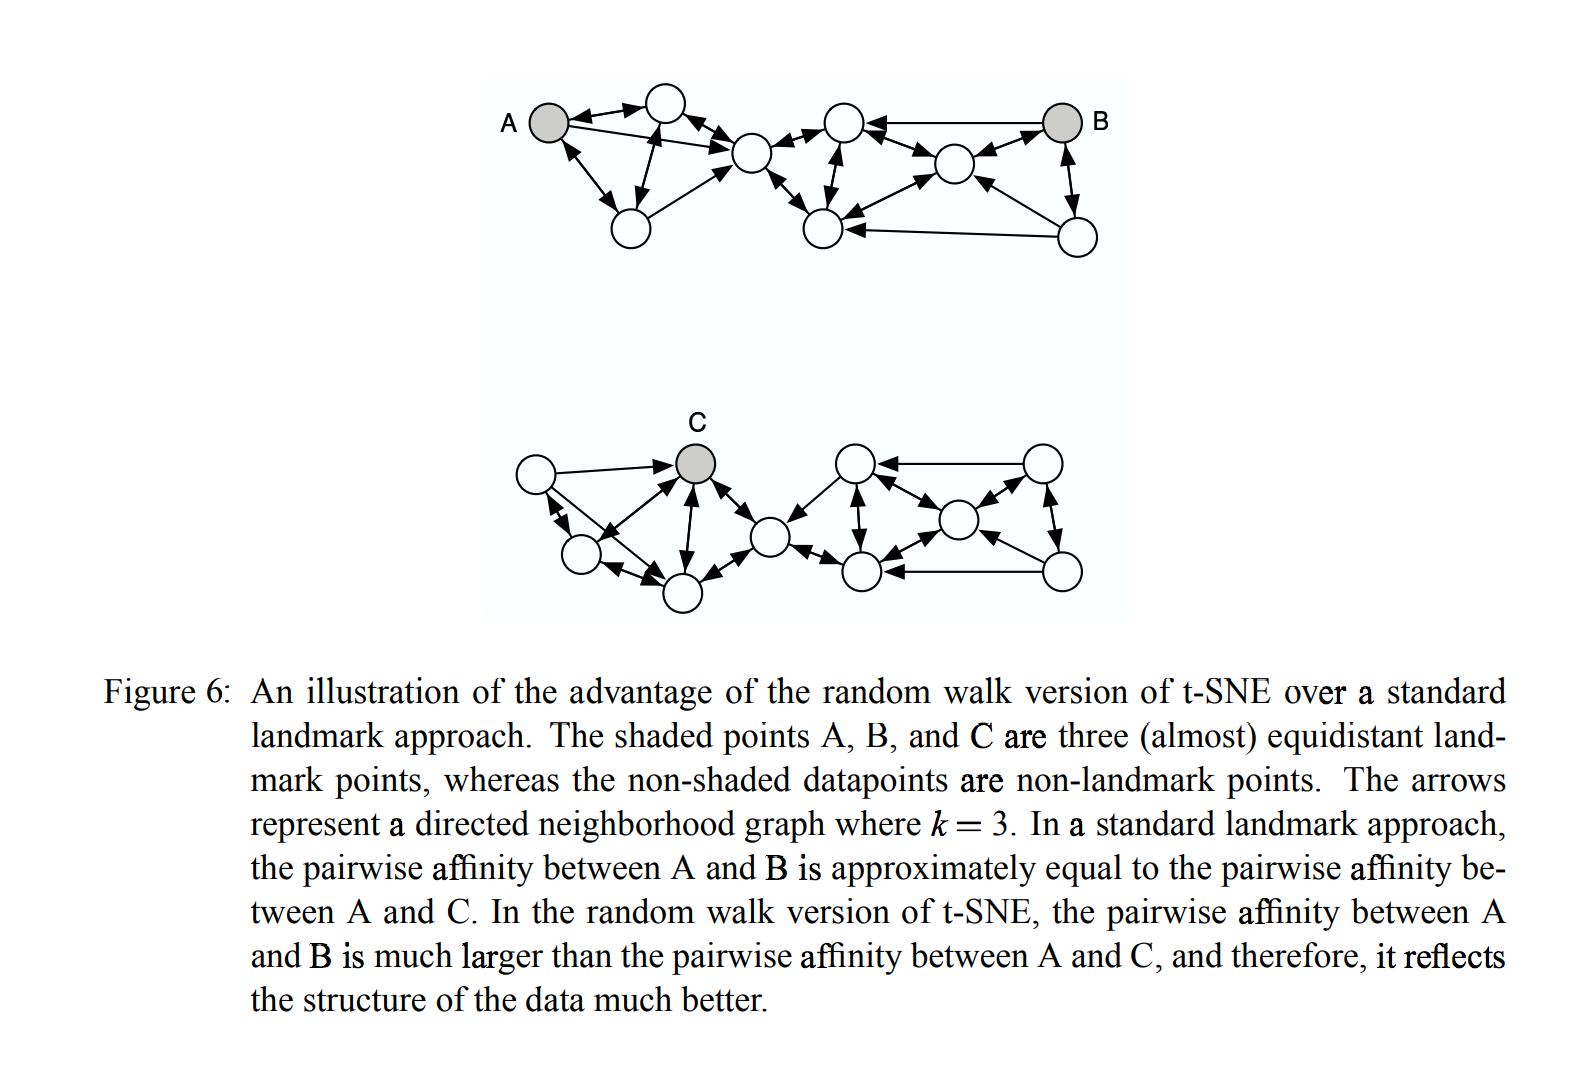 A
B
C
Figure 6: An illustration of the advantage of the random walk version of t-SNE over a standard
landmark approach. The shaded points A, B, and C are three (almost) equidistant land-
mark points, whereas the non-shaded datapoints are non-landmark points. The arrows
represent a directed neighborhood graph where k = 3. In a standard landmark approach,
the pairwise affinity between A and B is approximately equal to the pairwise affinity be-
tween A and C. In the random walk version of t-SNE, the pairwise affinity between A
and B is much larger than the pairwise affinity between A and C, and therefore, it reflects
the structure of the data much better.